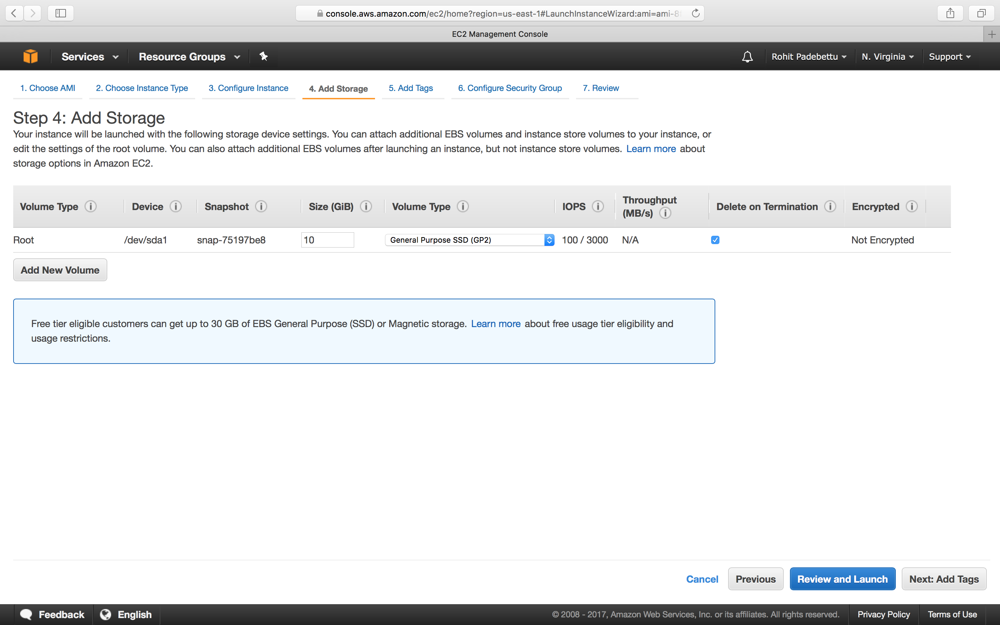 console.aws.amazon.com/ec2/home?region=us-east-1#LaunchInstanceWizard:ami=ami-8
EC2 Management Console
Services Resource Groups Rohit Padebettu N. Virginia Support
1. Choose AMI 2. Choose Instance Type 3. Configure Instance 4. Add Storage 5. Add Tags 6. Configure Security Group 7. Review
Step 4: Add Storage
Your instance will be launched with the following storage device settings. You can attach additional EBS volumes and instance store volumes to your instance, or
edit the settings of the root volume. You can also attach additional EBS volumes after launching an instance, but not instance store volumes. Learn more about
storage options in Amazon EC2.
Volume Type Device Snapshot Size (GiB) Volume Type IOPS Throughput (MB/s) Delete on Termination Encrypted
Root /dev/sda1 snap-75197be8 10 General Purpose SSD (GP2) 100 / 3000 N/A Not Encrypted
Add New Volume
Free tier eligible customers can get up to 30 GB of EBS General Purpose (SSD) or Magnetic storage. Learn more about free usage tier eligibility and
usage restrictions.
Cancel Previous Review and Launch Next: Add Tags
Feedback English © 2008 - 2017, Amazon Web Services, Inc. or its affiliates. All rights reserved. Privacy Policy Terms of Use